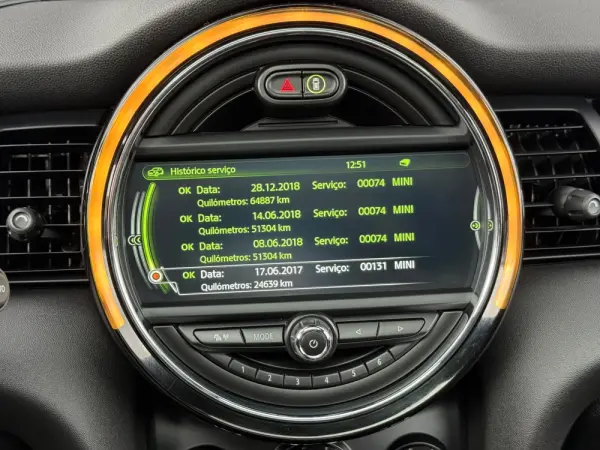 Histórico serviço 12:51
OK Data: 28.12.2018 Serviço: 00074 MINI
Quilómetros: 64887 km
OK Data: 14.06.2018 Serviço: 00074 MINI
Quilómetros: 51304 km
OK Data: 08.06.2018 Serviço: 00074 MINI
Quilómetros: 51304 km
OK Data: 17.06.2017 Serviço: 00131 MINI
Quilómetros: 24639 km
MODE
1 2 3 4 5 6